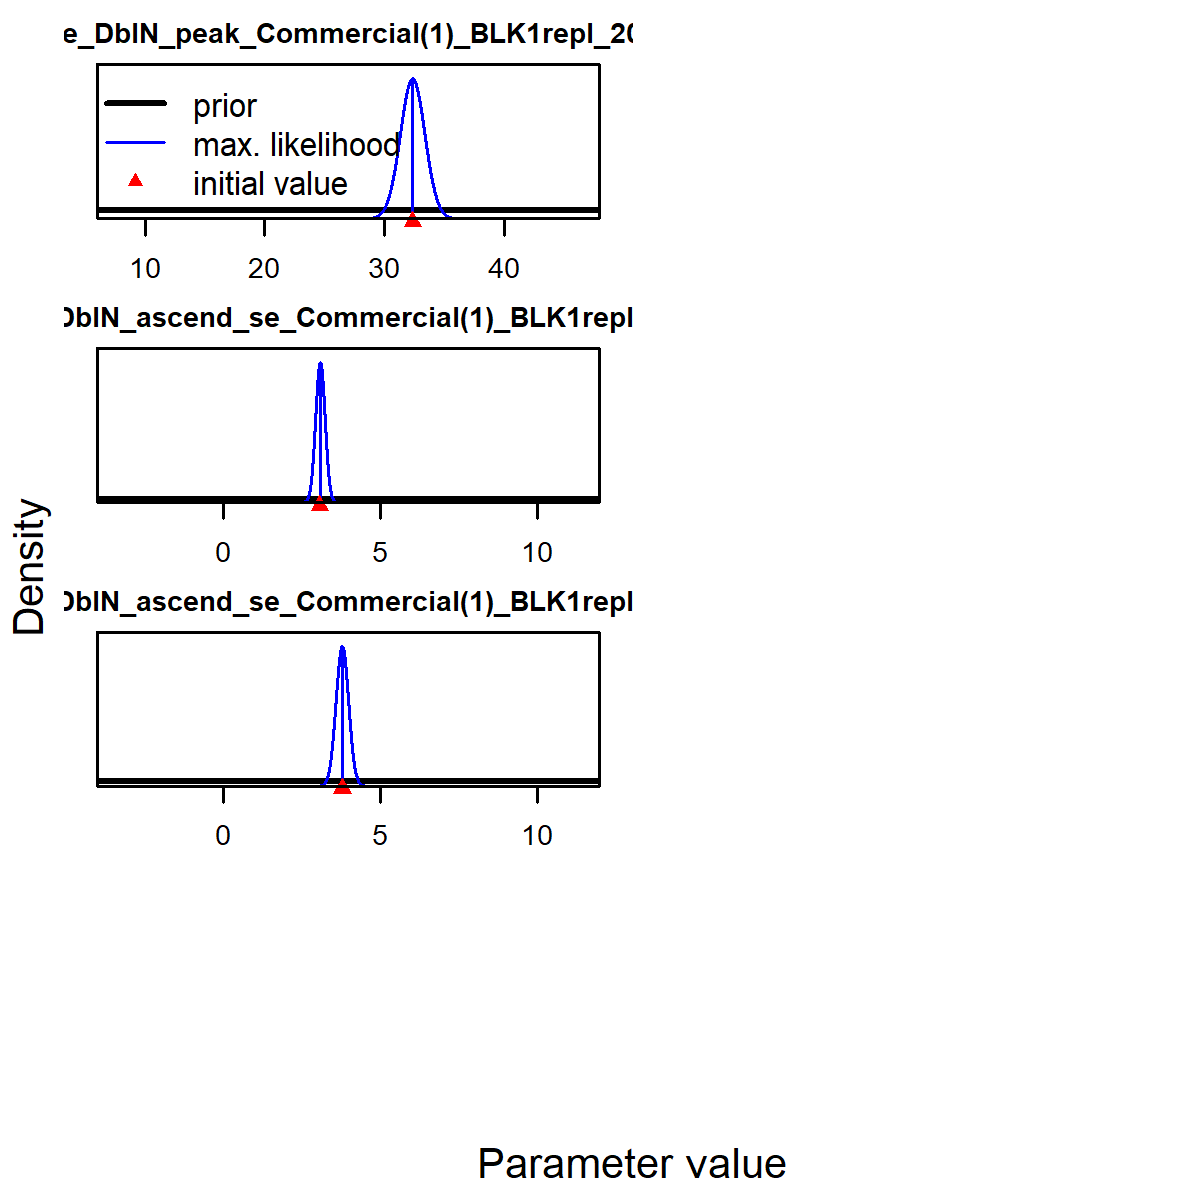 e_DblN_peak_Commercial(1)_BLK1repl_20
prior
max. likelihood
initial value
10 20 30 40
DblN_ascend_se_Commercial(1)_BLK1repl
0 5 10
DblN_ascend_se_Commercial(1)_BLK1repl
0 5 10
Density
Parameter value